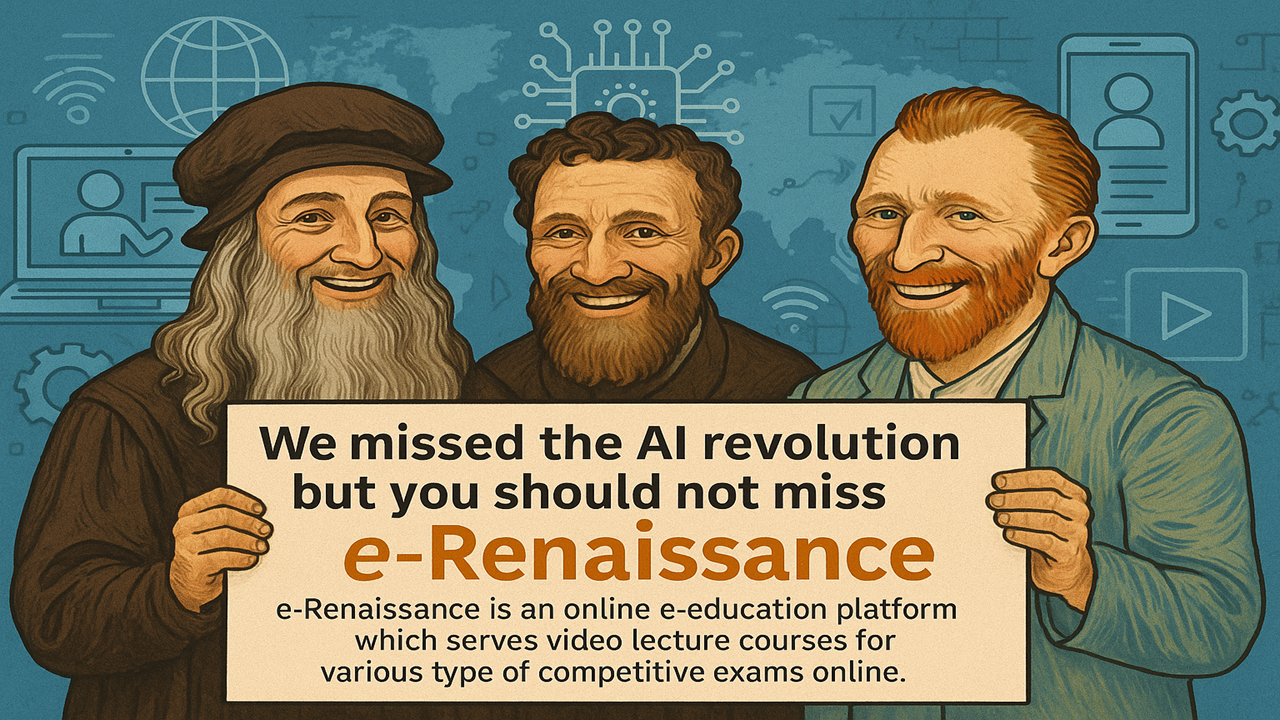 We missed the AI revolution
but you should not miss
e-Renaissance
e-Renaissance is an online e-education platform
which serves video lecture courses for
various type of competitive exams online.